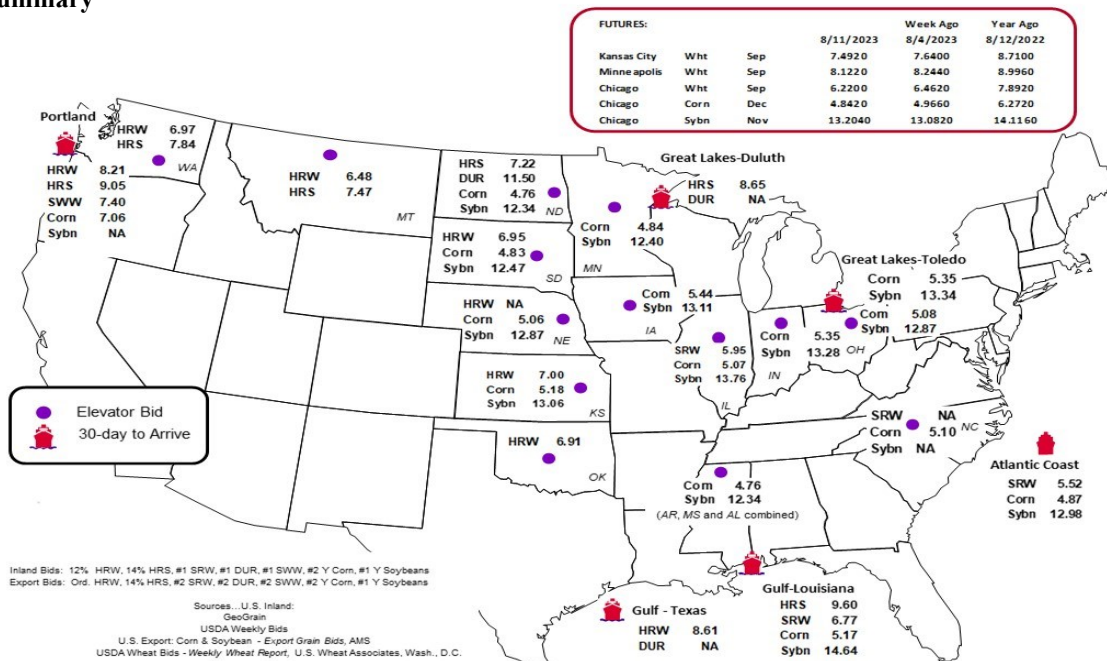 ummary
FUTURES: Week Ago Year Ago
8/11/2023 8/4/2023 8/12/2022
Kansas City Wht Sep 7.4920 7.6400 8.7100
Minneapolis Wht Sep 8.1220 8.2440 8.9960
Chicago Wht Sep 6.2200 6.4620 7.8920
Chicago Corn Dec 4.8420 4.9660 6.2720
Chicago Sybn Nov 13.2040 13.0820 14.1160
Portland
HRW 8.21
HRS 9.05
SWW 7.40
Corn 7.06
Sybn NA
HRW 6.97
HRS 7.84
WA
HRW 6.48
HRS 7.47
MT
HRS 7.22
DUR 11.50
Corn 4.76
Sybn 12.34
ND
HRW 6.95
Corn 4.83
Sybn 12.47
SD
HRW NA
Corn 5.06
Sybn 12.87
NE
HRW 7.00
Corn 5.18
Sybn 13.06
KS
HRW 6.91
OK
Great Lakes-Duluth
HRS 8.65
DUR NA
Corn 4.84
Sybn 12.40
MN
Corn 5.44
Sybn 13.11
IA
SRW 5.95
Corn 5.07
Sybn 13.76
IL
Corn 5.35
Sybn 13.28
IN
Great Lakes-Toledo
Corn 5.35
Sybn 13.34
Corn 5.08
Sybn 12.87
OH
SRW NA
Corn 5.10
Sybn NA
NC
Atlantic Coast
SRW 5.52
Corn 4.87
Sybn 12.98
Corn 4.76
Sybn 12.34
(AR, MS and AL combined)
Gulf-Louisiana
HRS 9.60
SRW 6.77
Corn 5.17
Sybn 14.64
Gulf - Texas
HRW 8.61
DUR NA
Elevator Bid
30-day to Arrive
Inland Bids: 12% HRW, 14% HRS, #1 SRW, #1 DUR, #1 SWW, #2 Y Corn, #1 Y Soybeans
Export Bids: Ord. HRW, 14% HRS, #2 SRW, #2 DUR, #2 SWW, #2 Y Corn, #1 Y Soybeans
Sources...U.S. Inland:
GeoGrain
USDA Weekly Bids
U.S. Export: Corn & Soybean - Export Grain Bids, AMS
USDA Wheat Bids - Weekly Wheat Report, U.S. Wheat Associates, Wash., D.C.